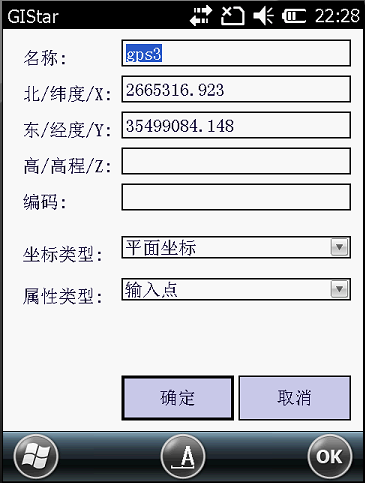 GIStar 22:28
名称: gps3
北/纬度/X: 2665316.923
东/经度/Y: 35499084.148
高/高程/Z:
编码:
坐标类型: 平面坐标
属性类型: 输入点
确定 取消
A OK